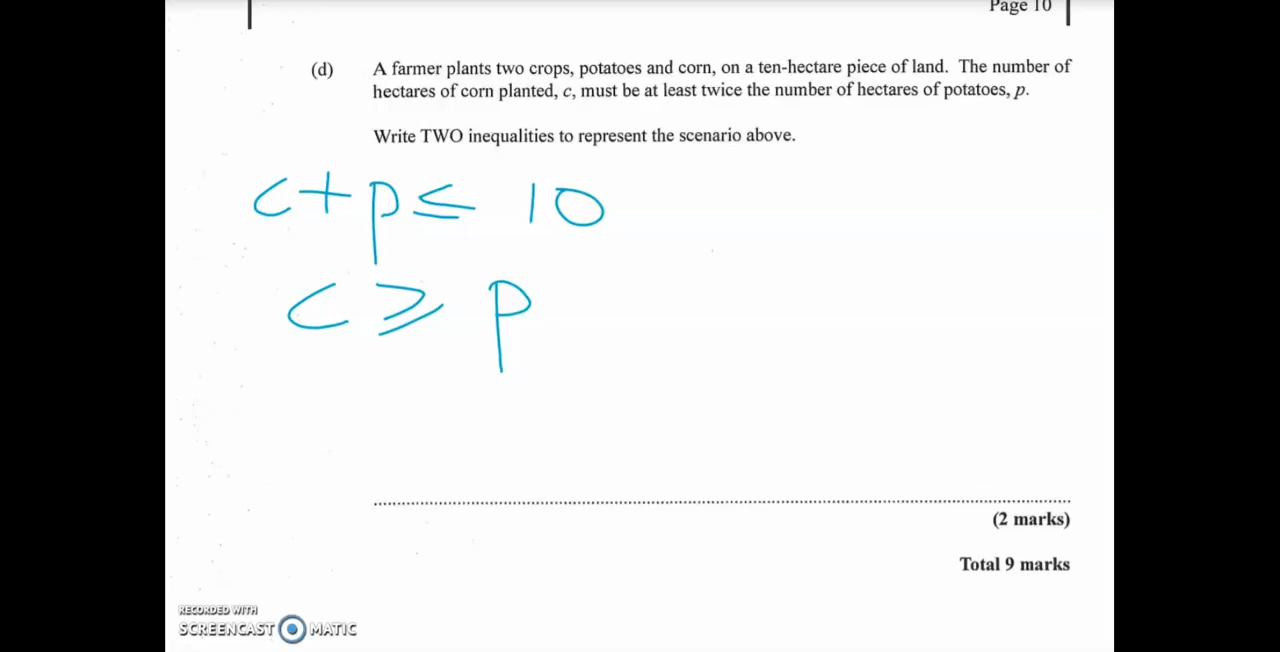 Page 10
(d) A farmer plants two crops, potatoes and corn, on a ten-hectare piece of land. The number of
hectares of corn planted, c, must be at least twice the number of hectares of potatoes, p.
Write TWO inequalities to represent the scenario above.
c + p ≤ 10
c ≥ p
(2 marks)
Total 9 marks
RECORDED WITH
SCREENCAST MATIC